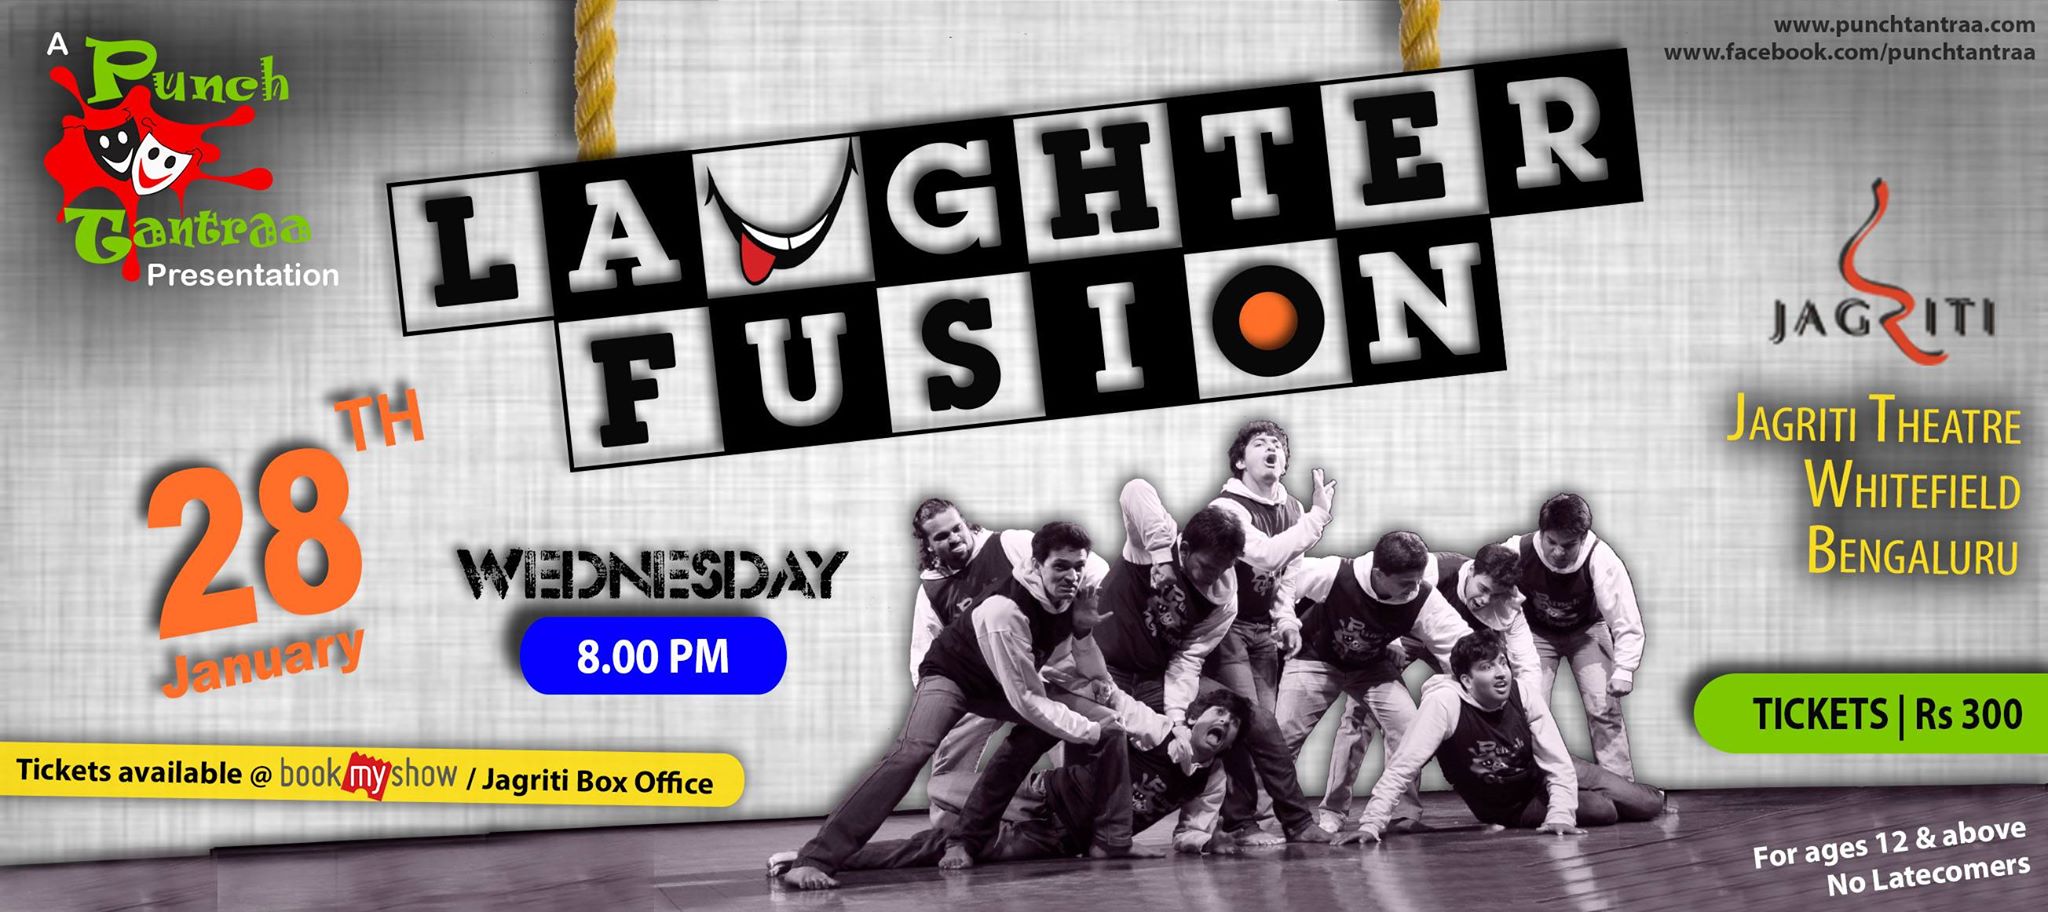 A
Punch
Tantraa
Presentation
www.punchtantraa.com
www.facebook.com/punchtantraa
LAUGHTER
FUSION
JAGRITI
JAGRITI THEATRE
WHITEFIELD
BENGALURU
28TH
January
WEDNESDAY
8.00 PM
TICKETS | Rs 300
Tickets available @ bookmyshow / Jagriti Box Office
For ages 12 & above
No Latecomers